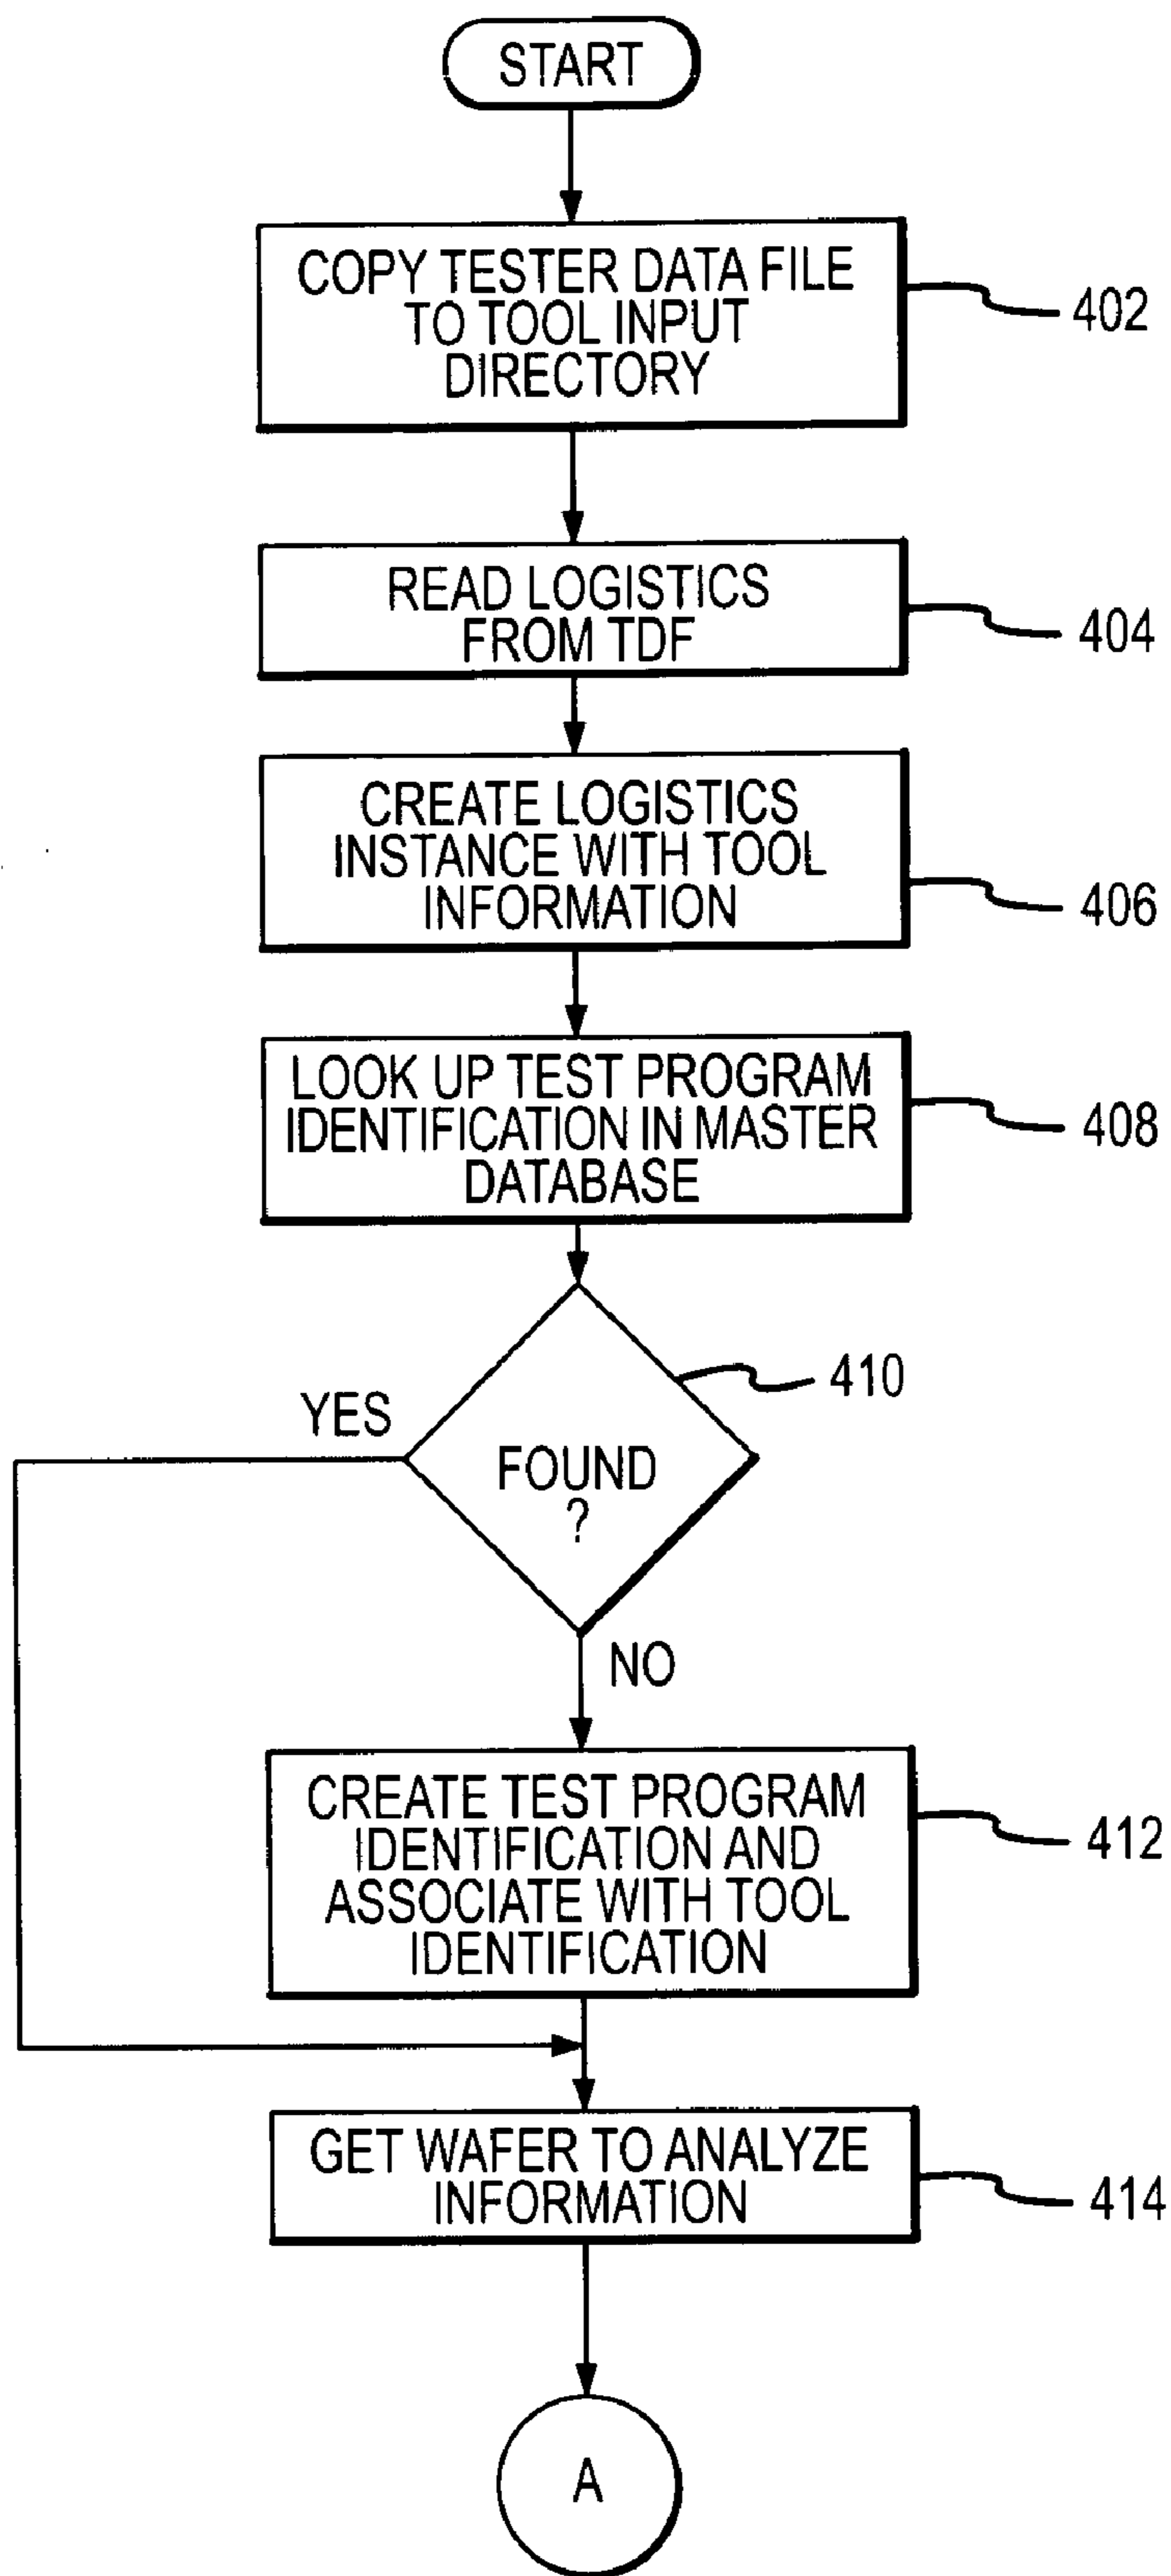 START
COPY TESTER DATA FILE
TO TOOL INPUT
DIRECTORY
402
READ LOGISTICS
FROM TDF
404
CREATE LOGISTICS
INSTANCE WITH TOOL
INFORMATION
406
LOOK UP TEST PROGRAM
IDENTIFICATION IN MASTER
DATABASE
408
410
YES
FOUND
?
NO
CREATE TEST PROGRAM
IDENTIFICATION AND
ASSOCIATE WITH TOOL
IDENTIFICATION
412
GET WAFER TO ANALYZE
INFORMATION
414
A